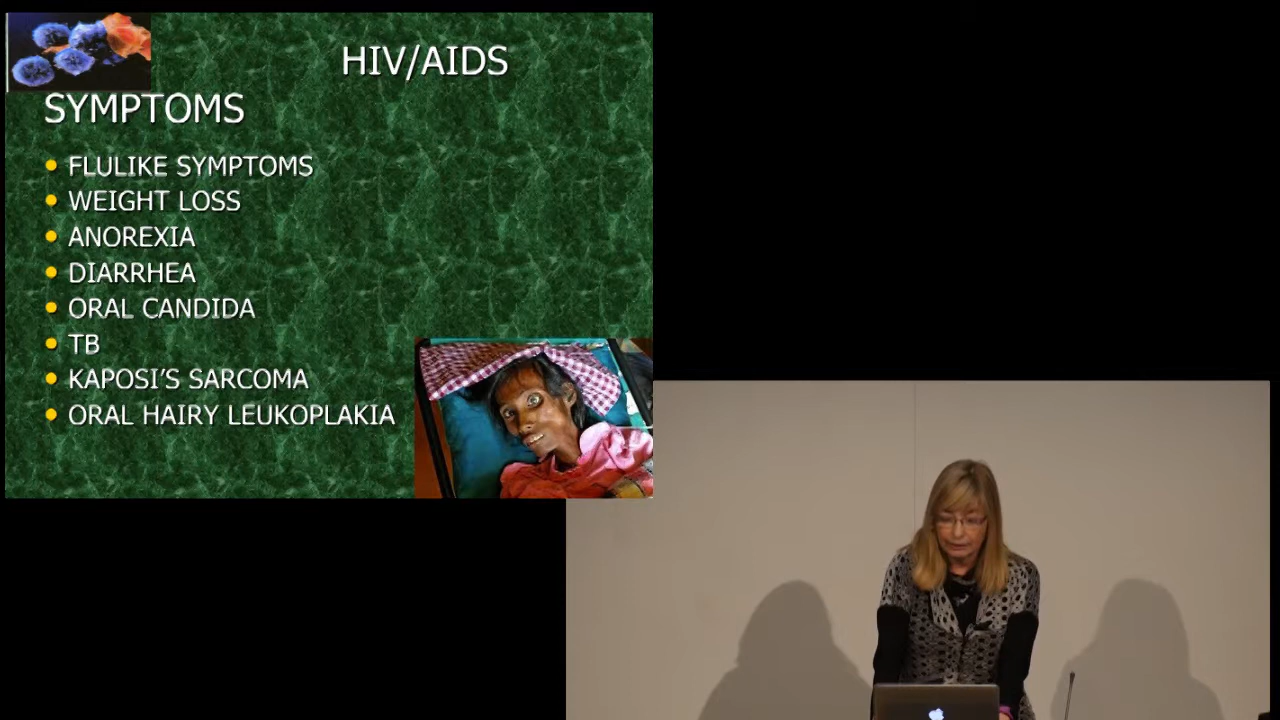 HIV/AIDS
SYMPTOMS
FLULIKE SYMPTOMS
WEIGHT LOSS
ANOREXIA
DIARRHEA
ORAL CANDIDA
TB
KAPOSI'S SARCOMA
ORAL HAIRY LEUKOPLAKIA